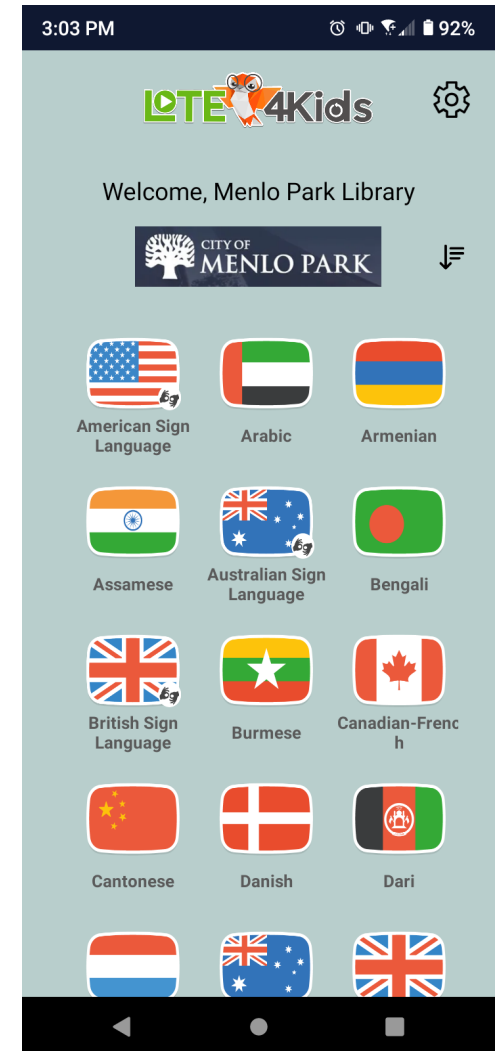 3:03 PM
92%
LOTE4Kids
Welcome, Menlo Park Library
CITY OF
MENLO PARK
American Sign
Language
Arabic
Armenian
Assamese
Australian Sign
Language
Bengali
British Sign
Language
Burmese
Canadian-Frenc
h
Cantonese
Danish
Dari